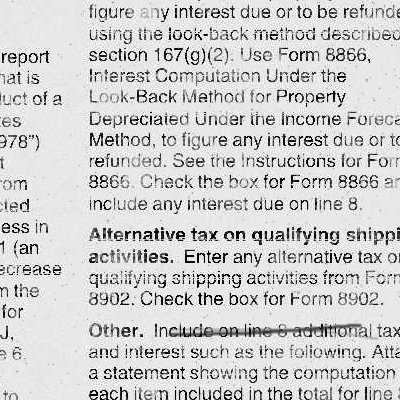 report
hat is
duct of a
es
978")
t
rom
cted
ess in
1 (an
ecrease
m the
for
J,
e 6,
to
figure any interest due or to be refunde
using the look-back method described
section 167(g)(2). Use Form 8866,
Interest Computation Under the
Look-Back Method for Property
Depreciated Under the Income Foreca
Method, to figure any interest due or to
refunded. See the Instructions for For
8866. Check the box for Form 8866 an
include any interest due on line 8.
Alternative tax on qualifying shippi
activities. Enter any alternative tax o
qualifying shipping activities from Form
8902. Check the box for Form 8902.
Other. Include on line 8 additional tax
and interest such as the following. Atta
a statement showing the computation
each item included in the total for line 8